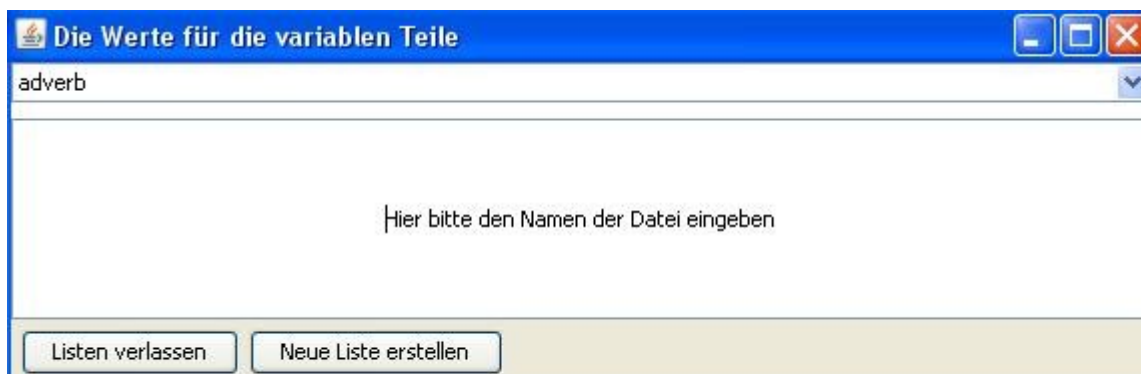 Die Werte für die variablen Teile
adverb
Hier bitte den Namen der Datei eingeben
Listen verlassen Neue Liste erstellen